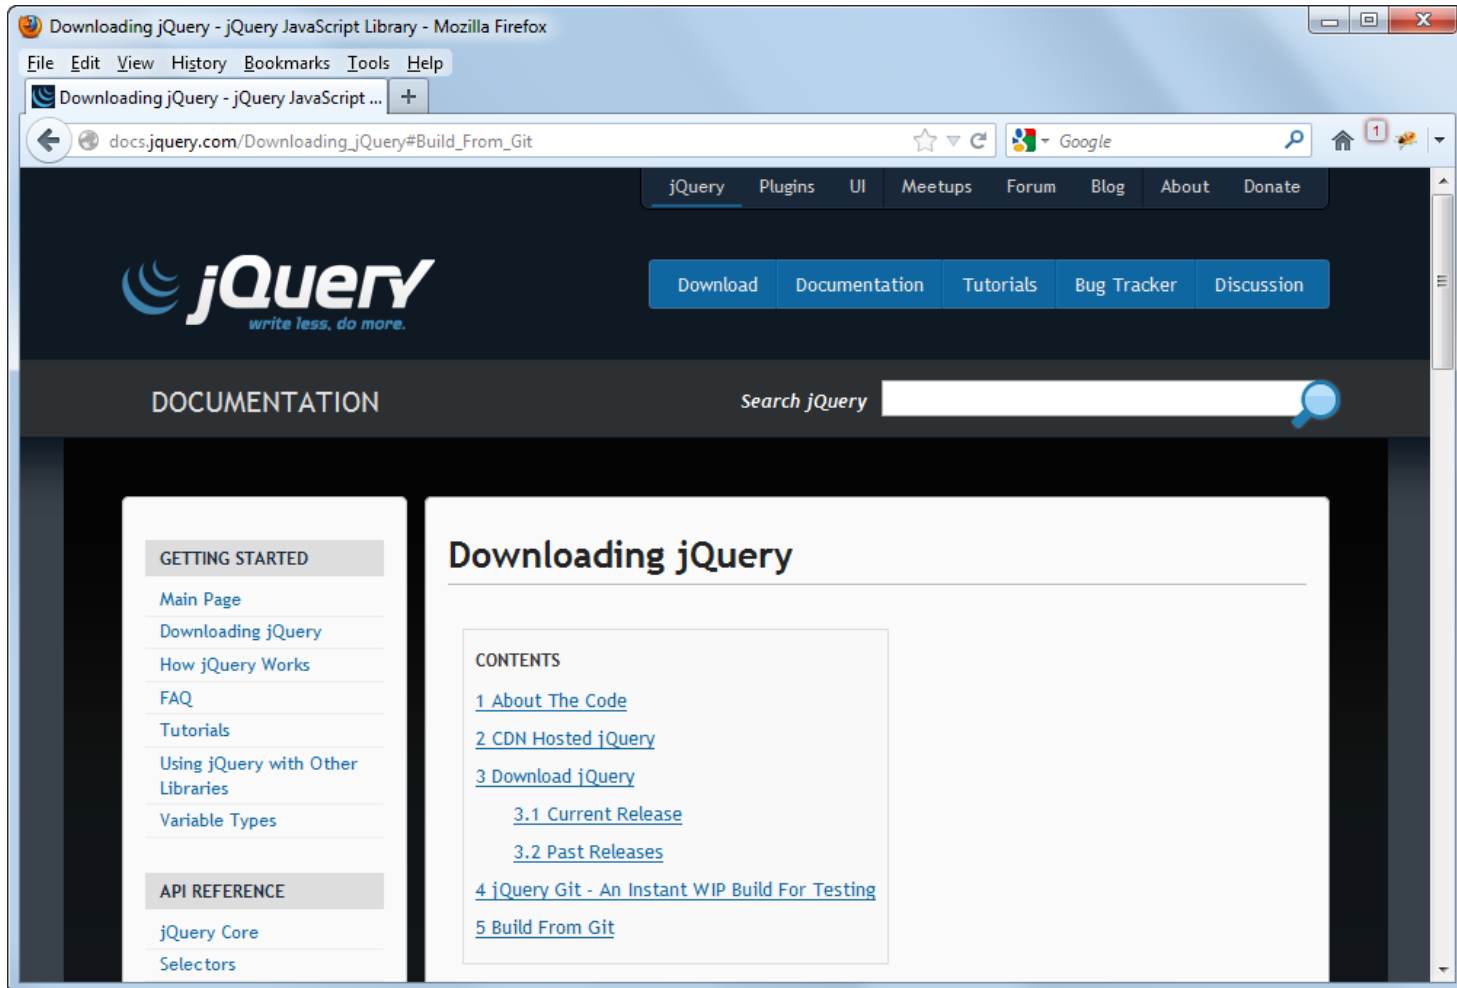 Downloading jQuery - jQuery JavaScript Library - Mozilla Firefox
File Edit View History Bookmarks Tools Help
Downloading jQuery - jQuery JavaScript ... +
docs.jquery.com/Downloading_jQuery#Build_From_Git Google 1
jQuery Plugins UI Meetups Forum Blog About Donate
jQuery
write less, do more.
Download Documentation Tutorials Bug Tracker Discussion
DOCUMENTATION
Search jQuery
GETTING STARTED
Main Page
Downloading jQuery
How jQuery Works
FAQ
Tutorials
Using jQuery with Other
Libraries
Variable Types
API REFERENCE
jQuery Core
Selectors
Downloading jQuery
CONTENTS
1 About The Code
2 CDN Hosted jQuery
3 Download jQuery
3.1 Current Release
3.2 Past Releases
4 jQuery Git - An Instant WIP Build For Testing
5 Build From Git